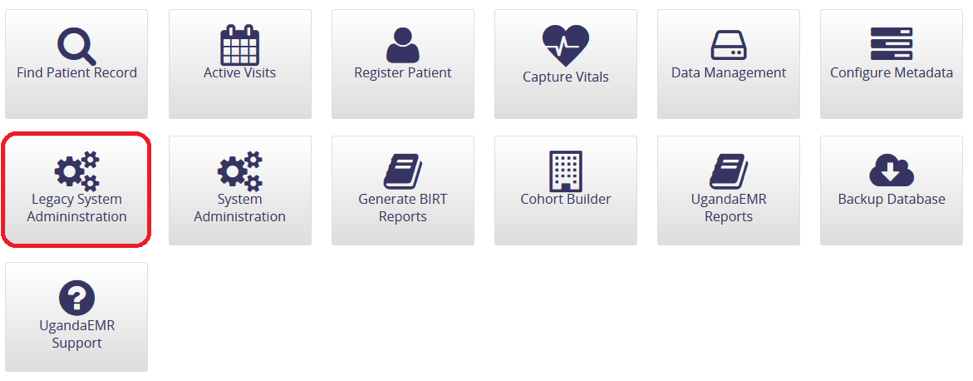 Find Patient Record
Active Visits
Register Patient
Capture Vitals
Data Management
Configure Metadata
Legacy System
Admininstration
System
Administration
Generate BIRT
Reports
Cohort Builder
UgandaEMR
Reports
Backup Database
UgandaEMR
Support